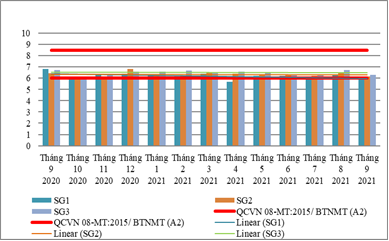 10
9
8
7
6
5
4
3
2
1
0
Tháng Tháng Tháng Tháng Tháng Tháng Tháng Tháng Tháng Tháng Tháng Tháng Tháng
9 10 11 12 1 2 3 4 5 6 7 8 9
2020 2020 2020 2020 2021 2021 2021 2021 2021 2021 2021 2021 2021
SG1 SG2
SG3 QCVN 08-MT:2015/ BTNMT (A2)
QCVN 08-MT:2015/ BTNMT (A2) Linear (SG1)
Linear (SG2) Linear (SG3)